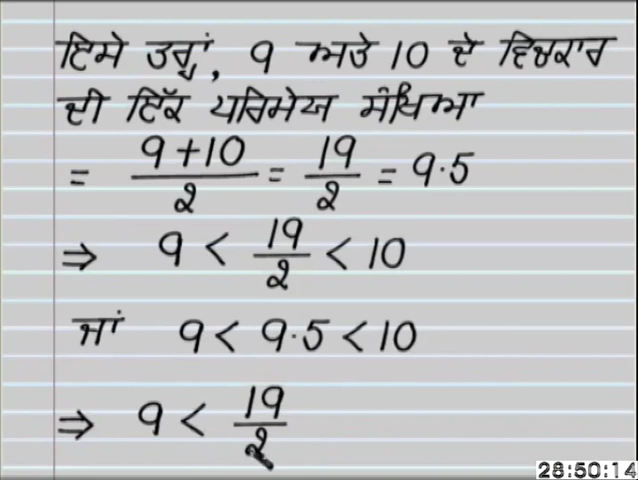 ਇਸੇ ਤਰ੍ਹਾਂ, 9 ਅਤੇ 10 ਦੇ ਵਿਚਕਾਰ
ਦੀ ਇੱਕ ਪਰਿਮੇਯ ਸੰਖਿਆ
= (9+10)/2 = 19/2 = 9.5
⇒ 9 < 19/2 < 10
ਜਾਂ 9 < 9.5 < 10
⇒ 9 < 19/2
28:50:14